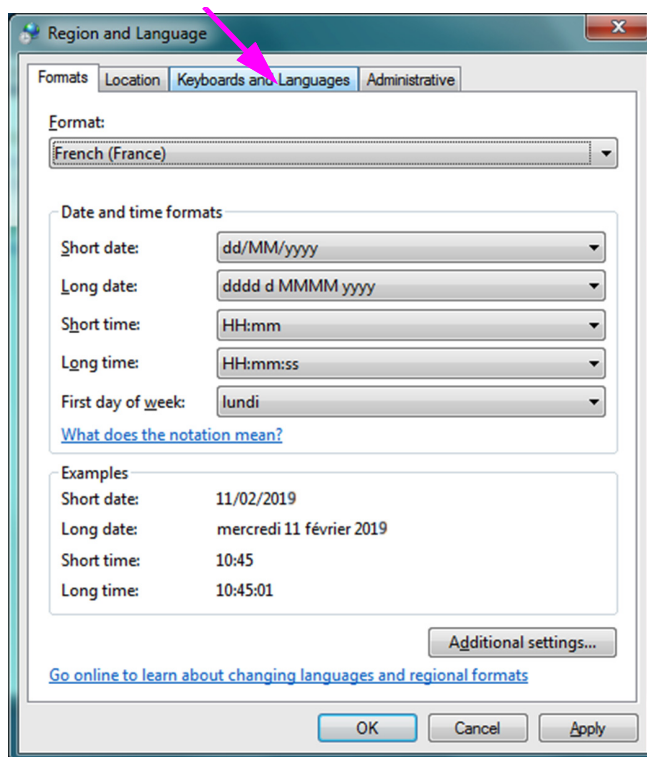 Region and Language
Formats Location Keyboards and Languages Administrative
Format:
French (France)
Date and time formats
Short date: dd/MM/yyyy
Long date: dddd d MMMM yyyy
Short time: HH:mm
Long time: HH:mm:ss
First day of week: lundi
What does the notation mean?
Examples
Short date: 11/02/2019
Long date: mercredi 11 février 2019
Short time: 10:45
Long time: 10:45:01
Additional settings...
Go online to learn about changing languages and regional formats
OK Cancel Apply